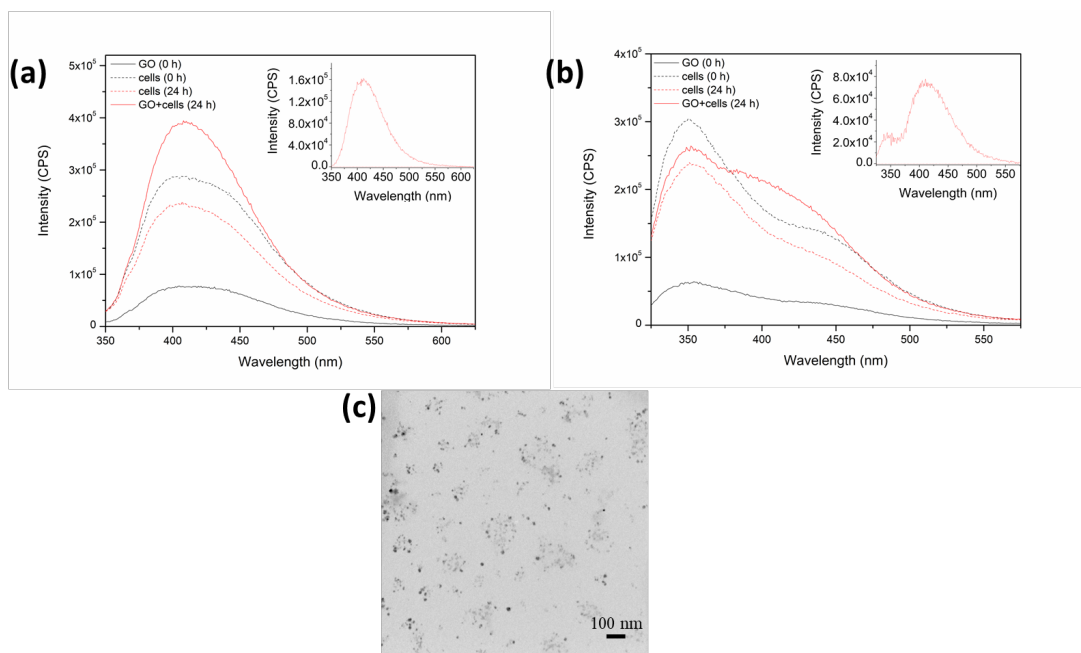 (a)
5x10⁵
4x10⁵
3x10⁵
2x10⁵
1x10⁵
0
Intensity (CPS)
GO (0 h)
cells (0 h)
cells (24 h)
GO+cells (24 h)
1.6x10⁵
1.2x10⁵
8.0x10⁴
4.0x10⁴
0.0
Intensity (CPS)
350 400 450 500 550 600
Wavelength (nm)
350 400 450 500 550 600
Wavelength (nm)
(b)
4x10⁵
3x10⁵
2x10⁵
1x10⁵
0
Intensity (CPS)
GO (0 h)
cells (0 h)
cells (24 h)
GO+cells (24 h)
8.0x10⁴
6.0x10⁴
4.0x10⁴
2.0x10⁴
0.0
Intensity (CPS)
350 400 450 500 550
Wavelength (nm)
350 400 450 500 550
Wavelength (nm)
(c)
100 nm